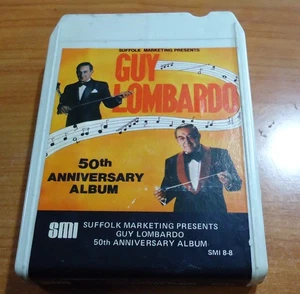 SUFFOLK MARKETING PRESENTS
GUY
LOMBARDO
50th
ANNIVERSARY
ALBUM
SMI
SUFFOLK MARKETING PRESENTS
GUY LOMBARDO
50th ANNIVERSARY ALBUM
SMI 8-8